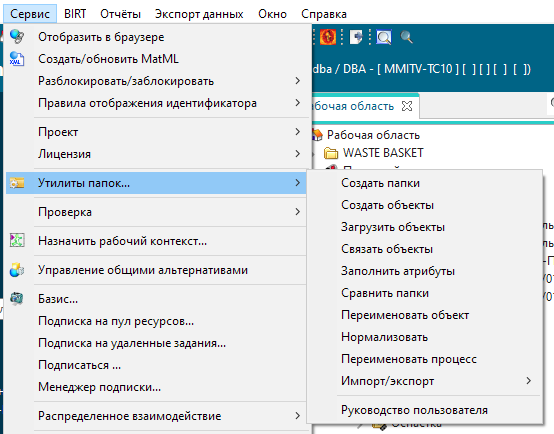 Сервис BIRT Отчёты Экспорт данных Окно Справка
Отобразить в браузере
Создать/обновить MatML
dba / DBA - [ MMITV-TC10 ] [ ] [ ] [ ] [ ])
Разблокировать/заблокировать
Правила отображения идентификатора
бочая область
Проект
Рабочая область
Лицензия
WASTE BASKET
Утилиты папок...
Создать папки
Проверка
Создать объекты
Загрузить объекты
Назначить рабочий контекст...
Связать объекты
Управление общими альтернативами
Заполнить атрибуты
Базис...
Сравнить папки
Подписка на пул ресурсов...
Переименовать объект
Подписка на удаленные задания...
Нормализовать
Подписаться ...
Переименовать процесс
Менеджер подписки...
Импорт/экспорт
Распределенное взаимодействие
Руководство пользователя
Оснастка